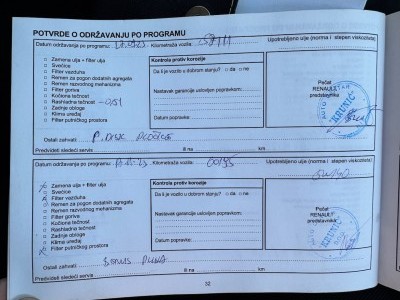 POTVRDE O ODRŽAVANJU PO PROGRAMU
Datum održavanja po programu: Kilometraža vozila:
Upotrebljeno ulje (norma i stepen viskoziteta)
Zamena ulja + filter ulja
Svećice
Filter vazduha
Remen za pogon dodatnih agregata
Remen razvodnog mehanizma
Filter goriva
Kočiona tečnost
Rashladna tečnost
Zadnje obloge
Klima uređaj
Filter putničkog prostora
Kontrola protiv korozije
Da li je vozilo u dobrom stanju? da ne
Nastavak garancije uslovljen popravkom:
Datum popravke:
Pečat
RENAULT
predstavnika
KRINIĆ
Ostali zahvati: P. DISK PLOČICE
Predvideti sledeći servis: ili na km
Datum održavanja po programu: Kilometraža vozila:
Upotrebljeno ulje (norma i stepen viskoziteta)
Zamena ulja + filter ulja
Svećice
Filter vazduha
Remen za pogon dodatnih agregata
Remen razvodnog mehanizma
Filter goriva
Kočiona tečnost
Rashladna tečnost
Zadnje obloge
Klima uređaj
Filter putničkog prostora
Kontrola protiv korozije
Da li je vozilo u dobrom stanju? da ne
Nastavak garancije uslovljen popravkom:
Datum popravke:
Pečat
RENAULT
predstavnika
KRINIĆ
Ostali zahvati:
Predvideti sledeći servis: ili na km
52